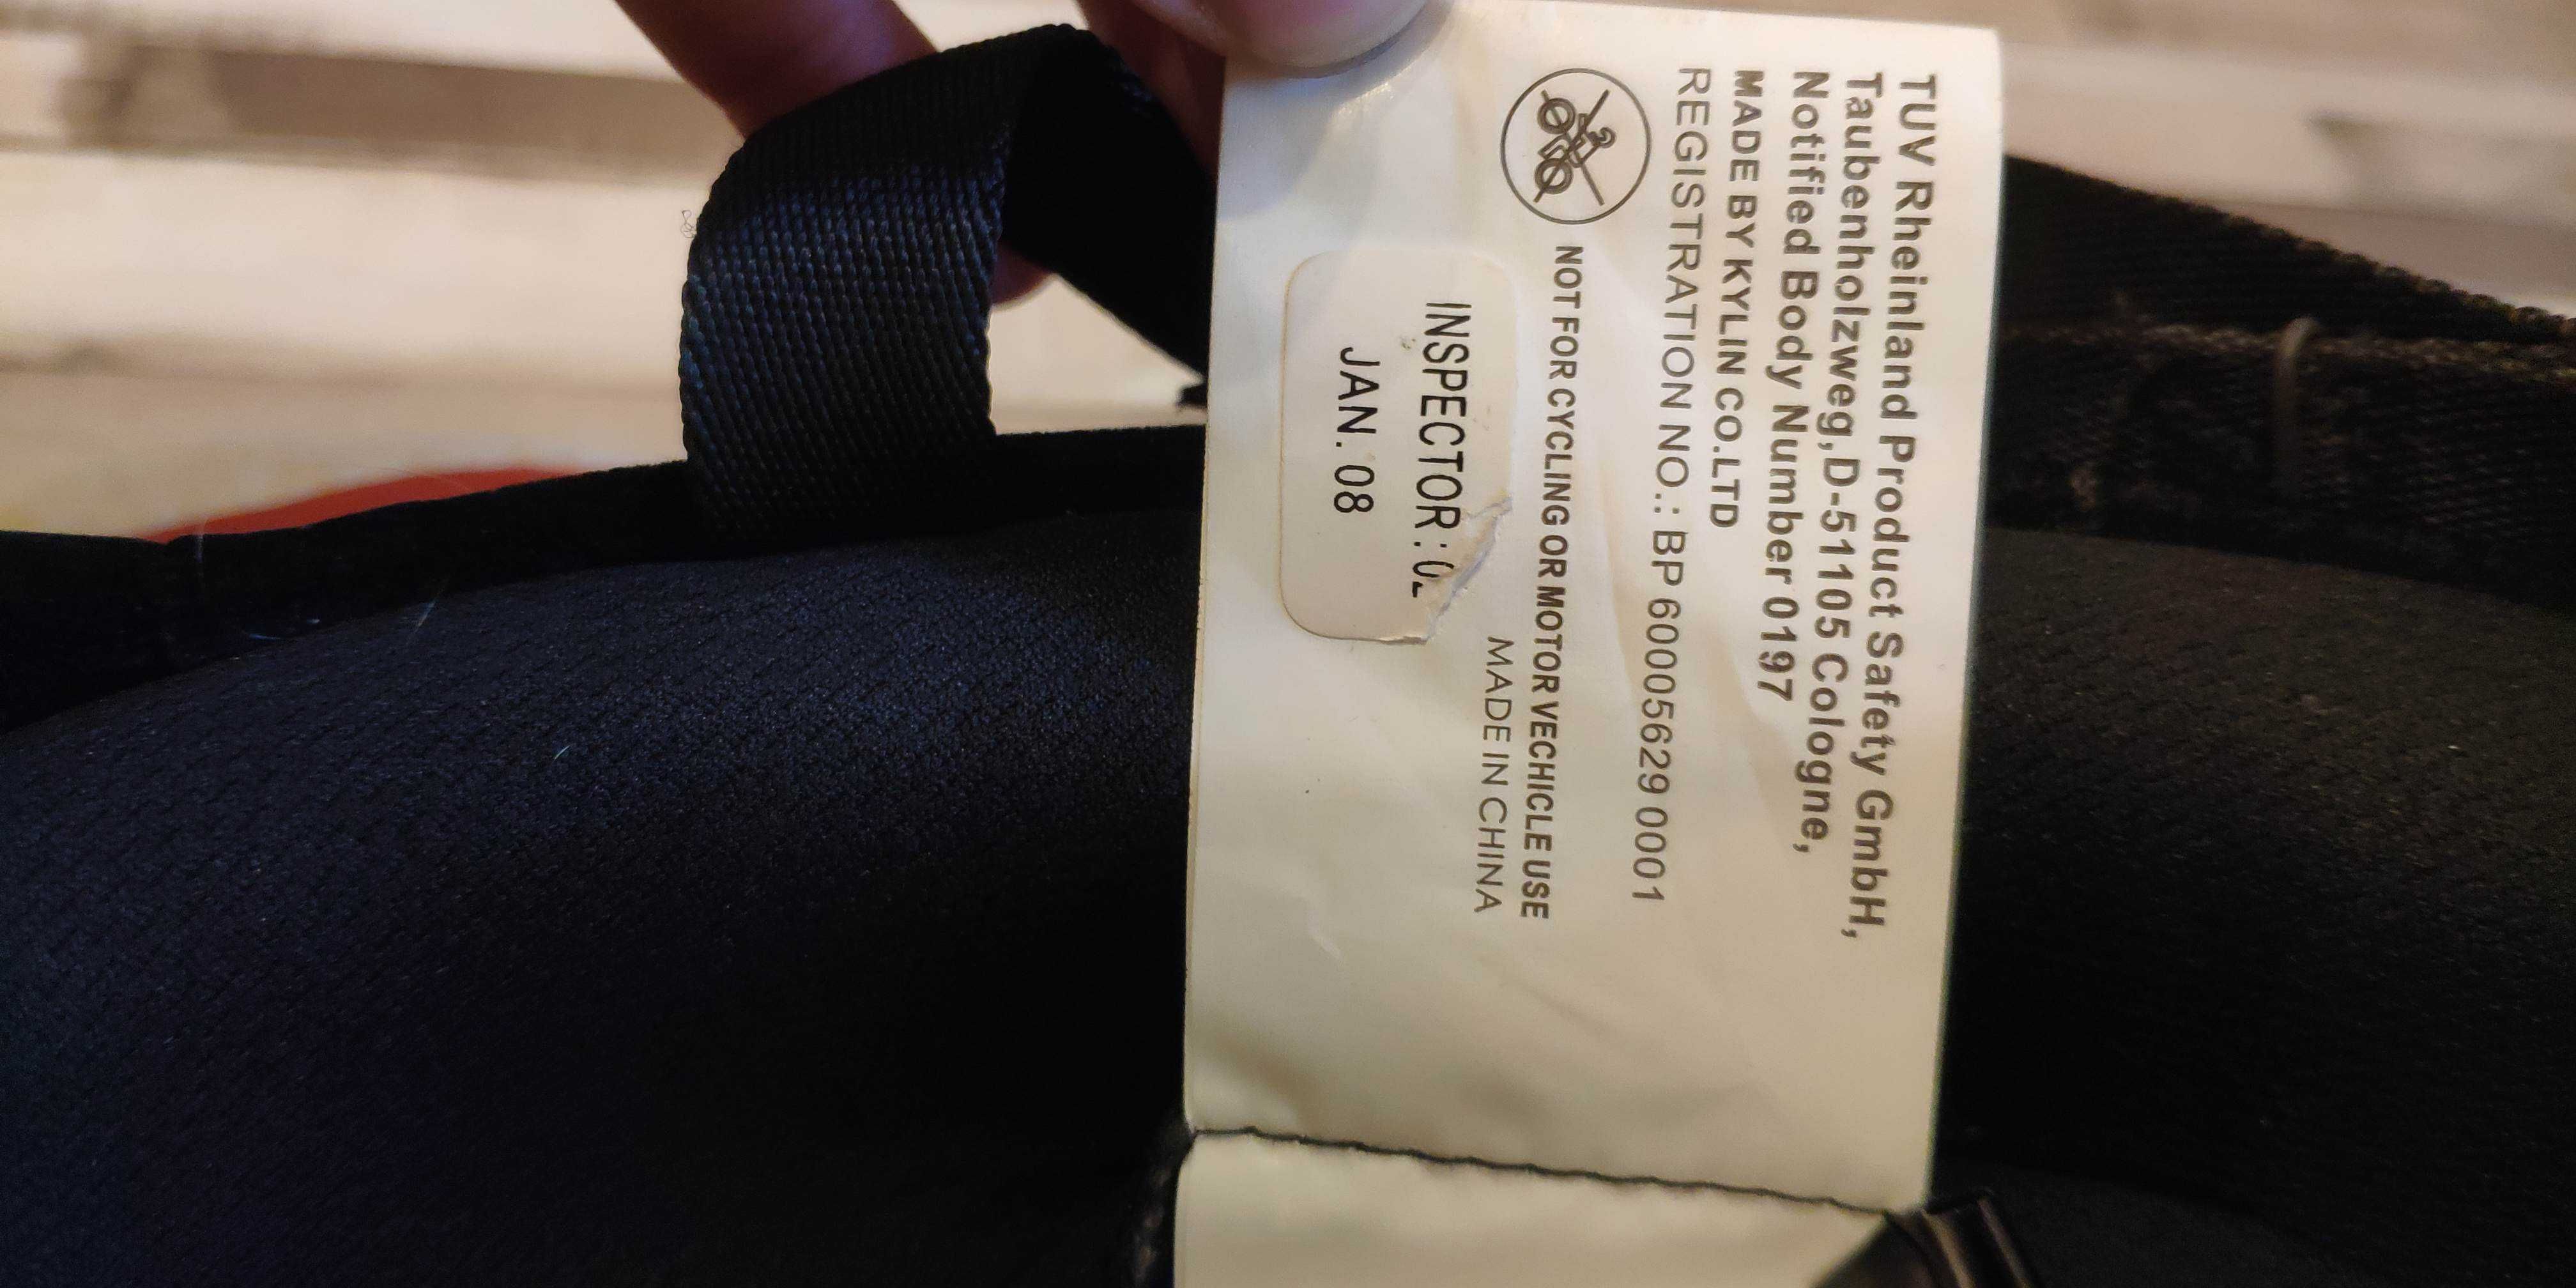 TUV Rheinland Product Safety GmbH,
Taubenholzweg,D-51105 Cologne,
Notified Body Number 0197
MADE BY KYLIN CO.LTD
REGISTRATION NO.: BP 60005629 0001
NOT FOR CYCLING OR MOTOR VECHICLE USE
MADE IN CHINA
INSPECTOR :
JAN. 08